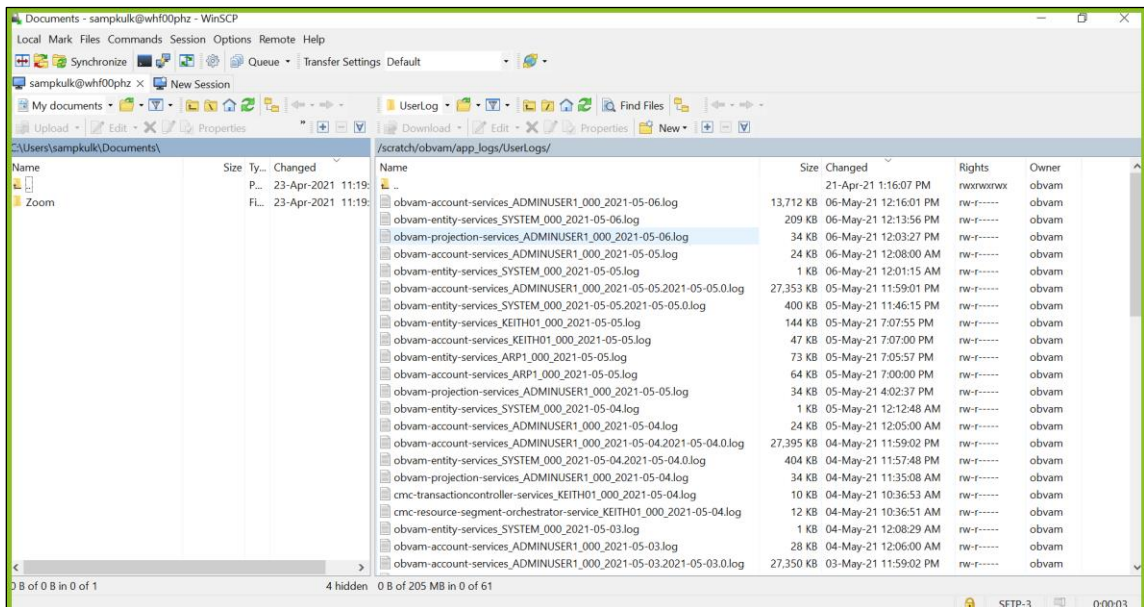 Documents - sampkulk@whf00phz - WinSCP
Local Mark Files Commands Session Options Remote Help
Synchronize Queue Transfer Settings Default
sampkulk@whf00phz × New Session
My documents UserLog Find Files
Upload Edit Properties » Download Edit Properties New
C:\Users\sampkulk\Documents\ /scratch/obvam/app_logs/UserLogs/
Name Size Ty... Changed Name Size Changed Rights Owner
.. P... 23-Apr-2021 11:19: .. 21-Apr-21 1:16:07 PM rwxrwxrwx obvam
Zoom Fi... 23-Apr-2021 11:19: obvam-account-services_ADMINUSER1_000_2021-05-06.log 13,712 KB 06-May-21 12:16:01 PM rw-r----- obvam
obvam-entity-services_SYSTEM_000_2021-05-06.log 209 KB 06-May-21 12:13:56 PM rw-r----- obvam
obvam-projection-services_ADMINUSER1_000_2021-05-06.log 34 KB 06-May-21 12:03:27 PM rw-r----- obvam
obvam-account-services_ADMINUSER1_000_2021-05-05.log 24 KB 06-May-21 12:08:00 AM rw-r----- obvam
obvam-entity-services_SYSTEM_000_2021-05-05.log 1 KB 06-May-21 12:01:15 AM rw-r----- obvam
obvam-account-services_ADMINUSER1_000_2021-05-05.2021-05-05.0.log 27,353 KB 05-May-21 11:59:01 PM rw-r----- obvam
obvam-entity-services_SYSTEM_000_2021-05-05.2021-05-05.0.log 400 KB 05-May-21 11:46:15 PM rw-r----- obvam
obvam-entity-services_KEITH01_000_2021-05-05.log 144 KB 05-May-21 7:07:55 PM rw-r----- obvam
obvam-account-services_KEITH01_000_2021-05-05.log 47 KB 05-May-21 7:07:00 PM rw-r----- obvam
obvam-entity-services_ARP1_000_2021-05-05.log 73 KB 05-May-21 7:05:57 PM rw-r----- obvam
obvam-account-services_ARP1_000_2021-05-05.log 64 KB 05-May-21 7:00:00 PM rw-r----- obvam
obvam-projection-services_ADMINUSER1_000_2021-05-05.log 34 KB 05-May-21 4:02:37 PM rw-r----- obvam
obvam-entity-services_SYSTEM_000_2021-05-04.log 1 KB 05-May-21 12:12:48 AM rw-r----- obvam
obvam-account-services_ADMINUSER1_000_2021-05-04.log 24 KB 05-May-21 12:05:00 AM rw-r----- obvam
obvam-account-services_ADMINUSER1_000_2021-05-04.2021-05-04.0.log 27,395 KB 04-May-21 11:59:02 PM rw-r----- obvam
obvam-entity-services_SYSTEM_000_2021-05-04.2021-05-04.0.log 404 KB 04-May-21 11:57:48 PM rw-r----- obvam
obvam-projection-services_ADMINUSER1_000_2021-05-04.log 34 KB 04-May-21 11:35:08 AM rw-r----- obvam
cmc-transactioncontroller-services_KEITH01_000_2021-05-04.log 10 KB 04-May-21 10:36:53 AM rw-r----- obvam
cmc-resource-segment-orchestrator-service_KEITH01_000_2021-05-04.log 12 KB 04-May-21 10:36:51 AM rw-r----- obvam
obvam-entity-services_SYSTEM_000_2021-05-03.log 1 KB 04-May-21 12:08:29 AM rw-r----- obvam
obvam-account-services_ADMINUSER1_000_2021-05-03.log 28 KB 04-May-21 12:06:00 AM rw-r----- obvam
obvam-account-services_ADMINUSER1_000_2021-05-03.2021-05-03.0.log 27,350 KB 03-May-21 11:59:02 PM rw-r----- obvam
0 B of 0 B in 0 of 1 4 hidden 0 B of 205 MB in 0 of 61
SFTP-3 0:00:03